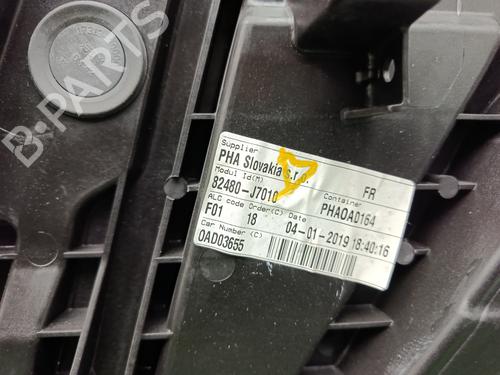 B-PARTS
Supplier
PHA Slovakia s.r.o. FR
Modul Id(M) Container
82480-J7010 PHAOA0164
ALC code Order(C) Date
F01 18 04-01-2019 18:40:16
Car Number (C)
0AD03655